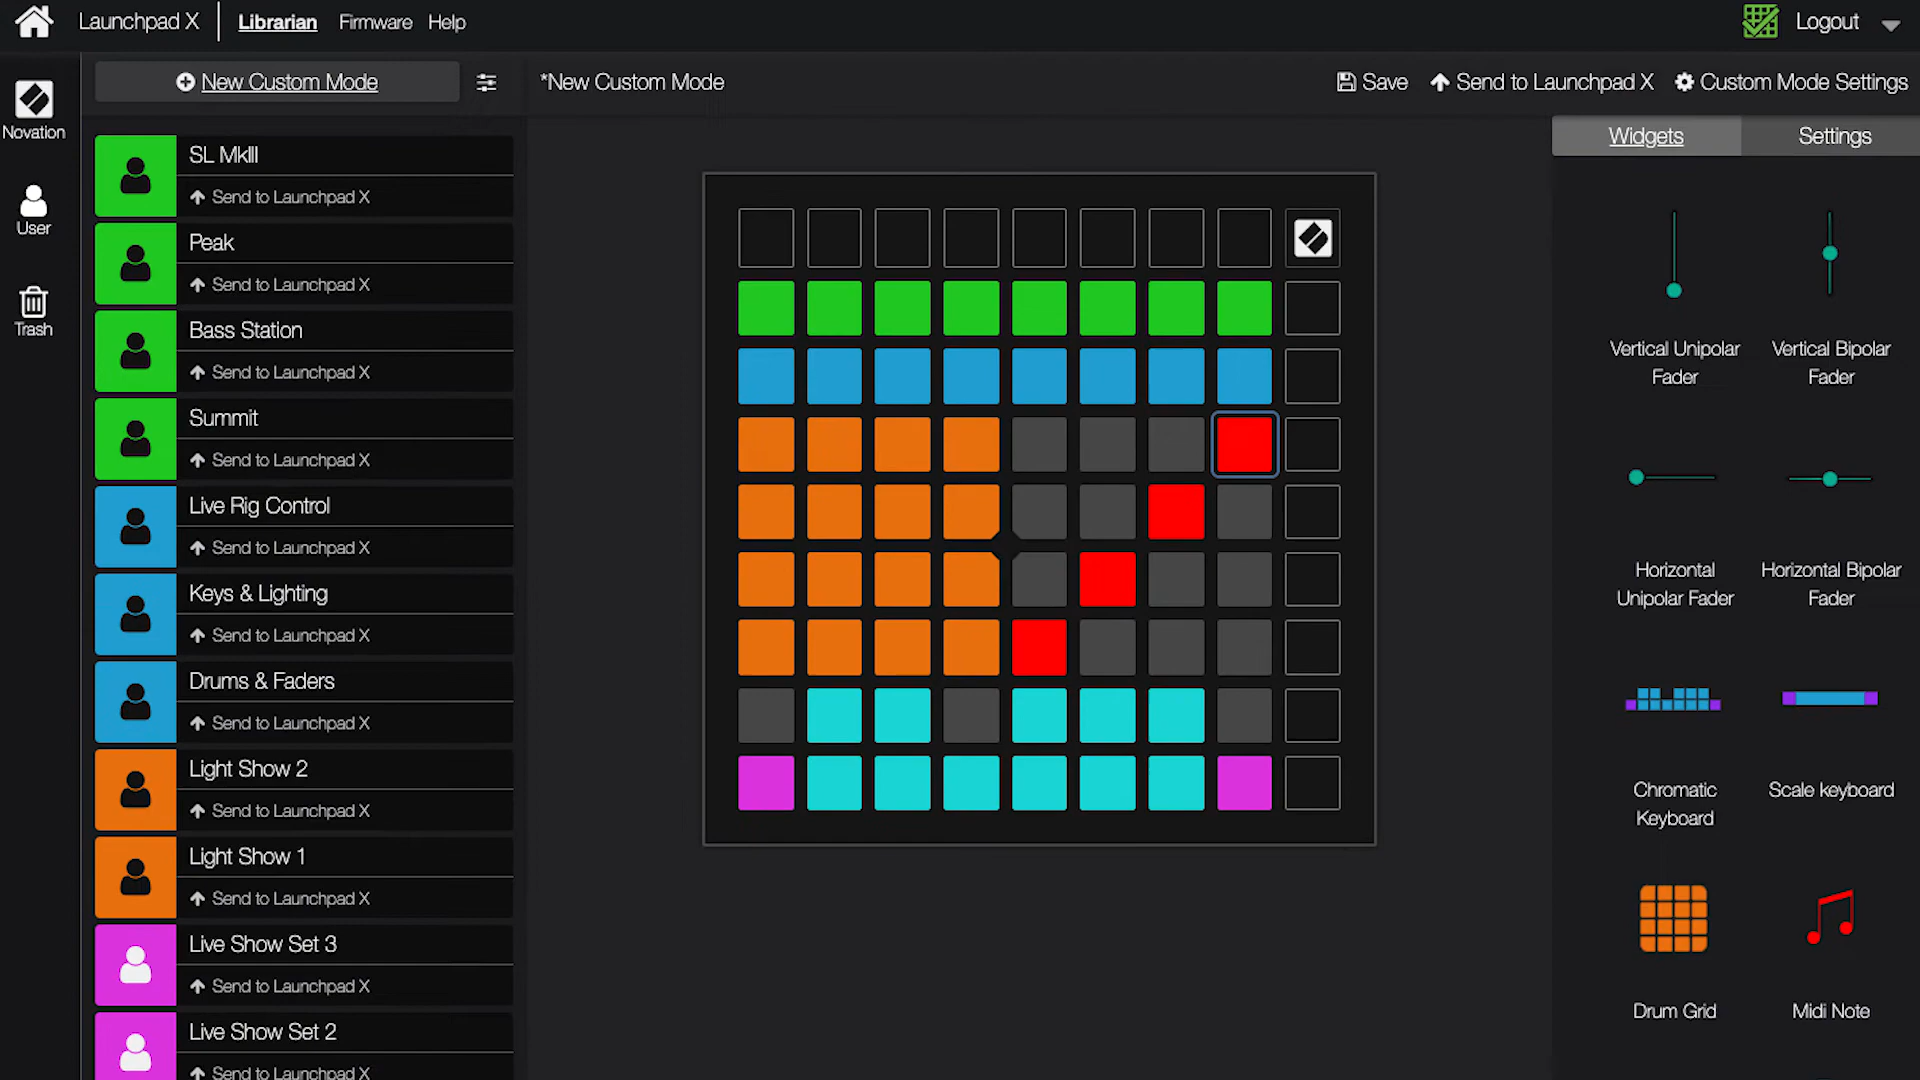 Launchpad X
Librarian
Firmware
Help
Logout
Novation
User
Trash
New Custom Mode
*New Custom Mode
Save
Send to Launchpad X
Custom Mode Settings
SL MkIII
Send to Launchpad X
Peak
Send to Launchpad X
Bass Station
Send to Launchpad X
Summit
Send to Launchpad X
Live Rig Control
Send to Launchpad X
Keys & Lighting
Send to Launchpad X
Drums & Faders
Send to Launchpad X
Light Show 2
Send to Launchpad X
Light Show 1
Send to Launchpad X
Live Show Set 3
Send to Launchpad X
Live Show Set 2
Send to Launchpad X
Widgets
Settings
Vertical Unipolar
Fader
Vertical Bipolar
Fader
Horizontal
Unipolar Fader
Horizontal Bipolar
Fader
Chromatic
Keyboard
Scale keyboard
Drum Grid
Midi Note